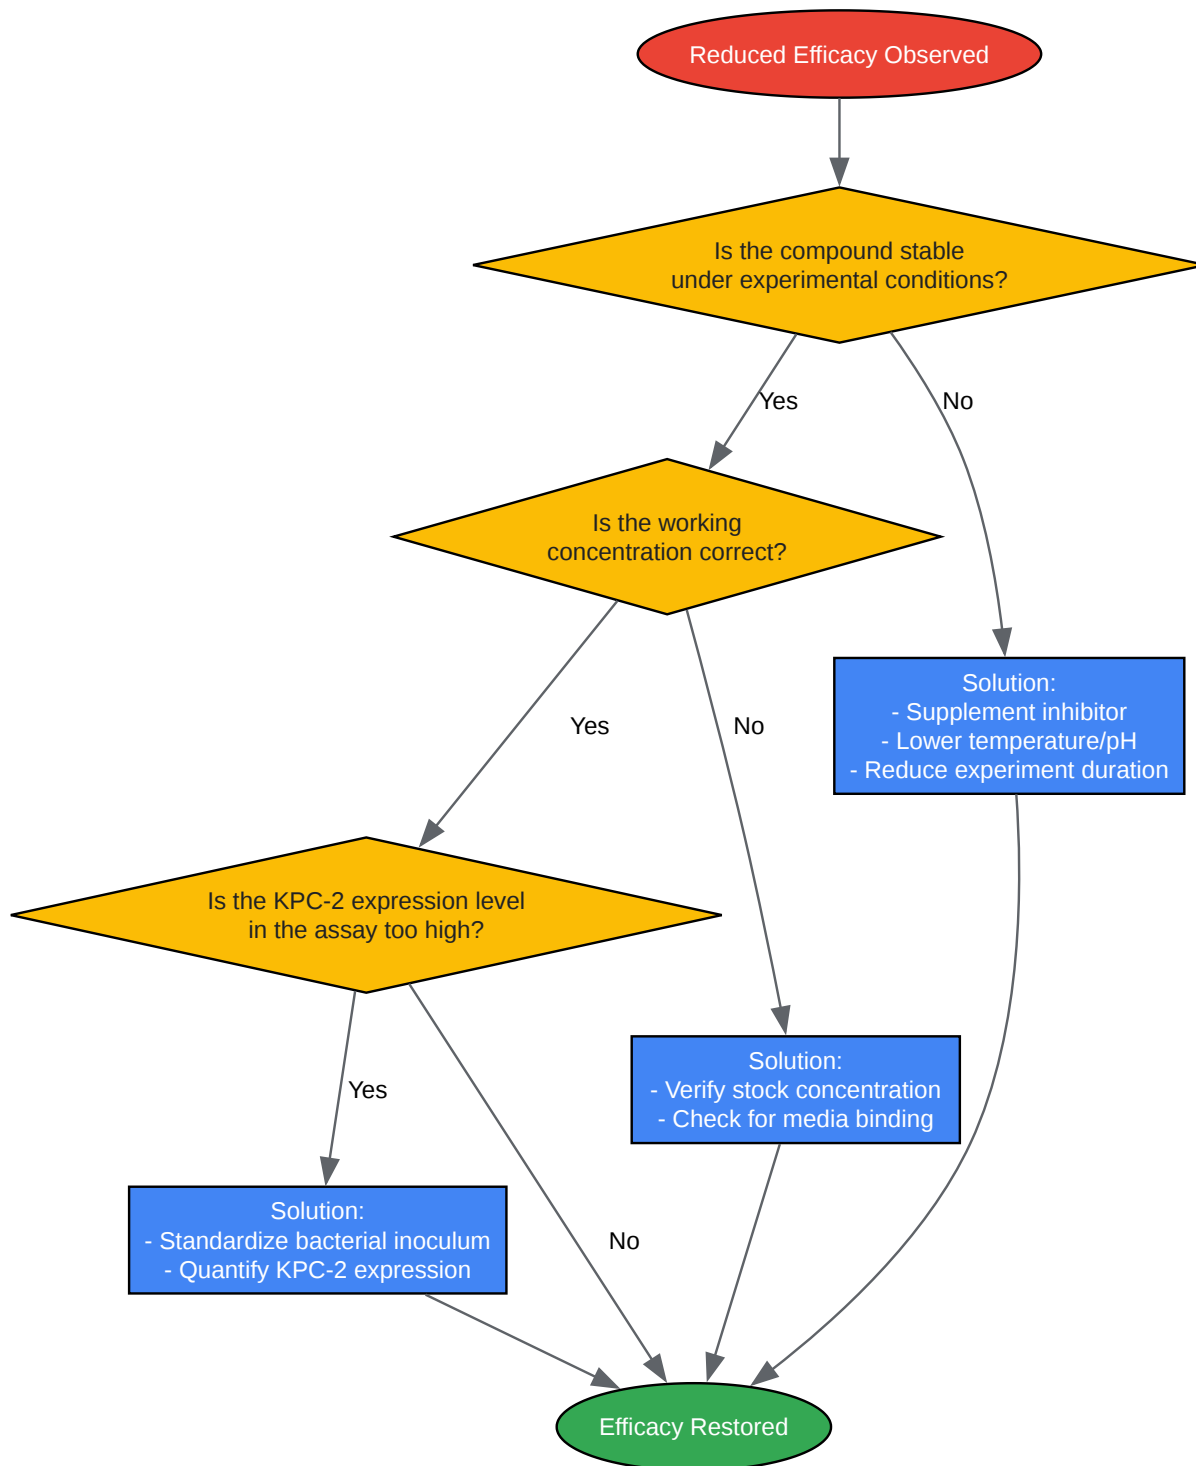 Reduced Efficacy Observed
Is the compound stable
under experimental conditions?
Yes
No
Is the working
concentration correct?
Yes
No
Solution:
- Supplement inhibitor
- Lower temperature/pH
- Reduce experiment duration
Is the KPC-2 expression level
in the assay too high?
Yes
No
Solution:
- Verify stock concentration
- Check for media binding
Solution:
- Standardize bacterial inoculum
- Quantify KPC-2 expression
Efficacy Restored